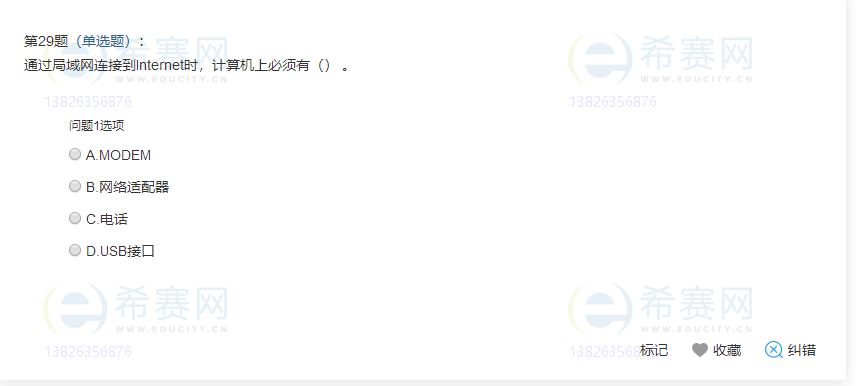 第29题（单选题）：
通过局域网连接到Internet时，计算机上必须有（） 。
希赛网
WWW.EDUCITY.CN
13826356876
希赛网
WWW.EDUCITY.CN
13826356876
问题1选项
A.MODEM
B.网络适配器
C.电话
D.USB接口
希赛网
WWW.EDUCITY.CN
13826356876
希赛网
WWW.EDUCITY.CN
13826356876
标记 收藏 纠错